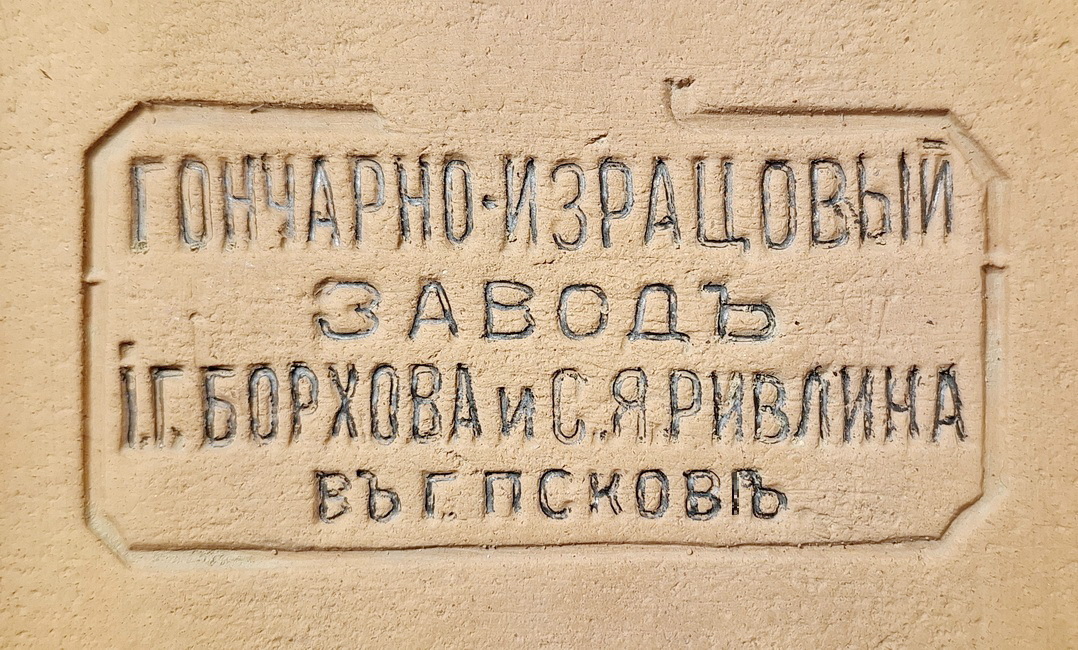 ГОНЧАРНО-ИЗРАЦОВЫЙ
ЗАВОДЪ
І.Г.БОРХОВА и С.Я РИВЛИНА
ВЪ Г. ПСКОВѢ